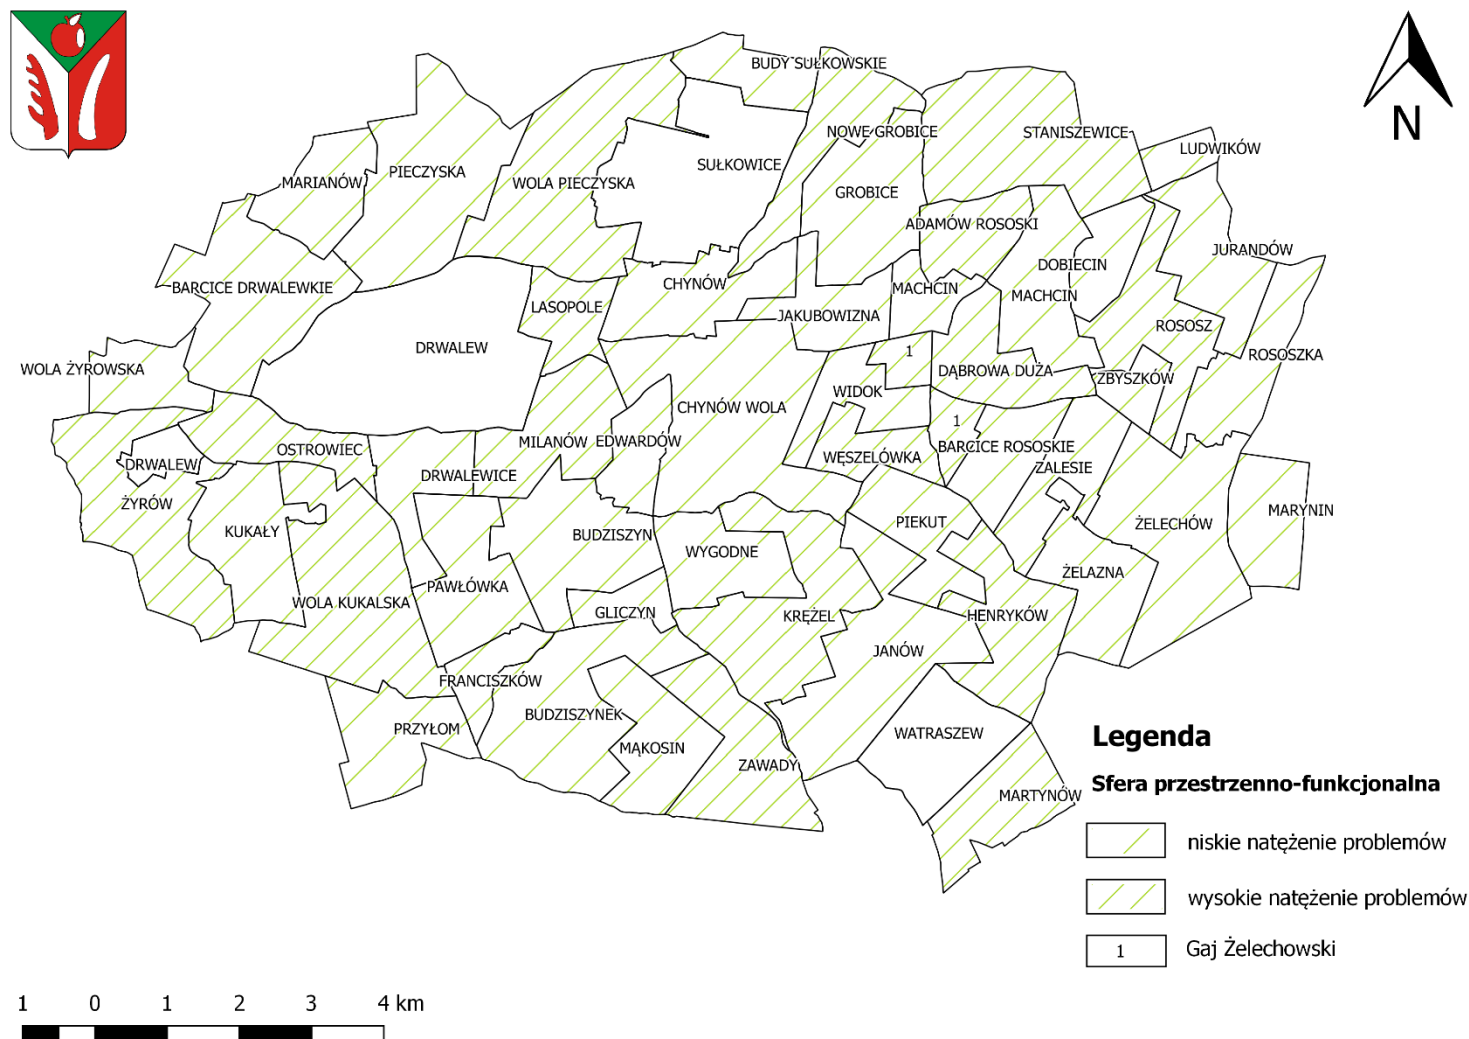 BUDY SUŁKOWSKIE
NOWE GROBICE
STANISZEWICE
LUDWIKÓW
N
SUŁKOWICE
PIECZYSKA
MARIANÓW
WOLA PIECZYSKA
GROBICE
ADAMÓW ROSOSKI
JURANDÓW
DOBIECIN
CHYNÓW
BARCICE DRWALEWKIE
MACHCIN
MACHCIN
LASOPOLE
JAKUBOWIZNA
ROSOSZ
DRWALEW
1
ROSOSZKA
WOLA ŻYROWSKA
DĄBROWA DUŻA
ZBYSZKÓW
WIDOK
CHYNÓW WOLA
1
OSTROWIEC
MILANÓW
EDWARDÓW
BARCICE ROSOSKIE
WĘSZELÓWKA
DRWALEW
DRWALEWICE
ZALESIE
ŻYRÓW
MARYNIN
PIEKUT
ŻELECHÓW
KUKAŁY
BUDZISZYN
WYGODNE
ŻELAZNA
PAWŁÓWKA
WOLA KUKALSKA
GLICZYN
KRĘŻEL
HENRYKÓW
JANÓW
FRANCISZKÓW
BUDZISZYNEK
PRZYŁOM
WATRASZEW
MĄKOSIN
ZAWADY
MARTYNÓW
Legenda
Sfera przestrzenno-funkcjonalna
niskie natężenie problemów
wysokie natężenie problemów
1 Gaj Żelechowski
1 0 1 2 3 4 km